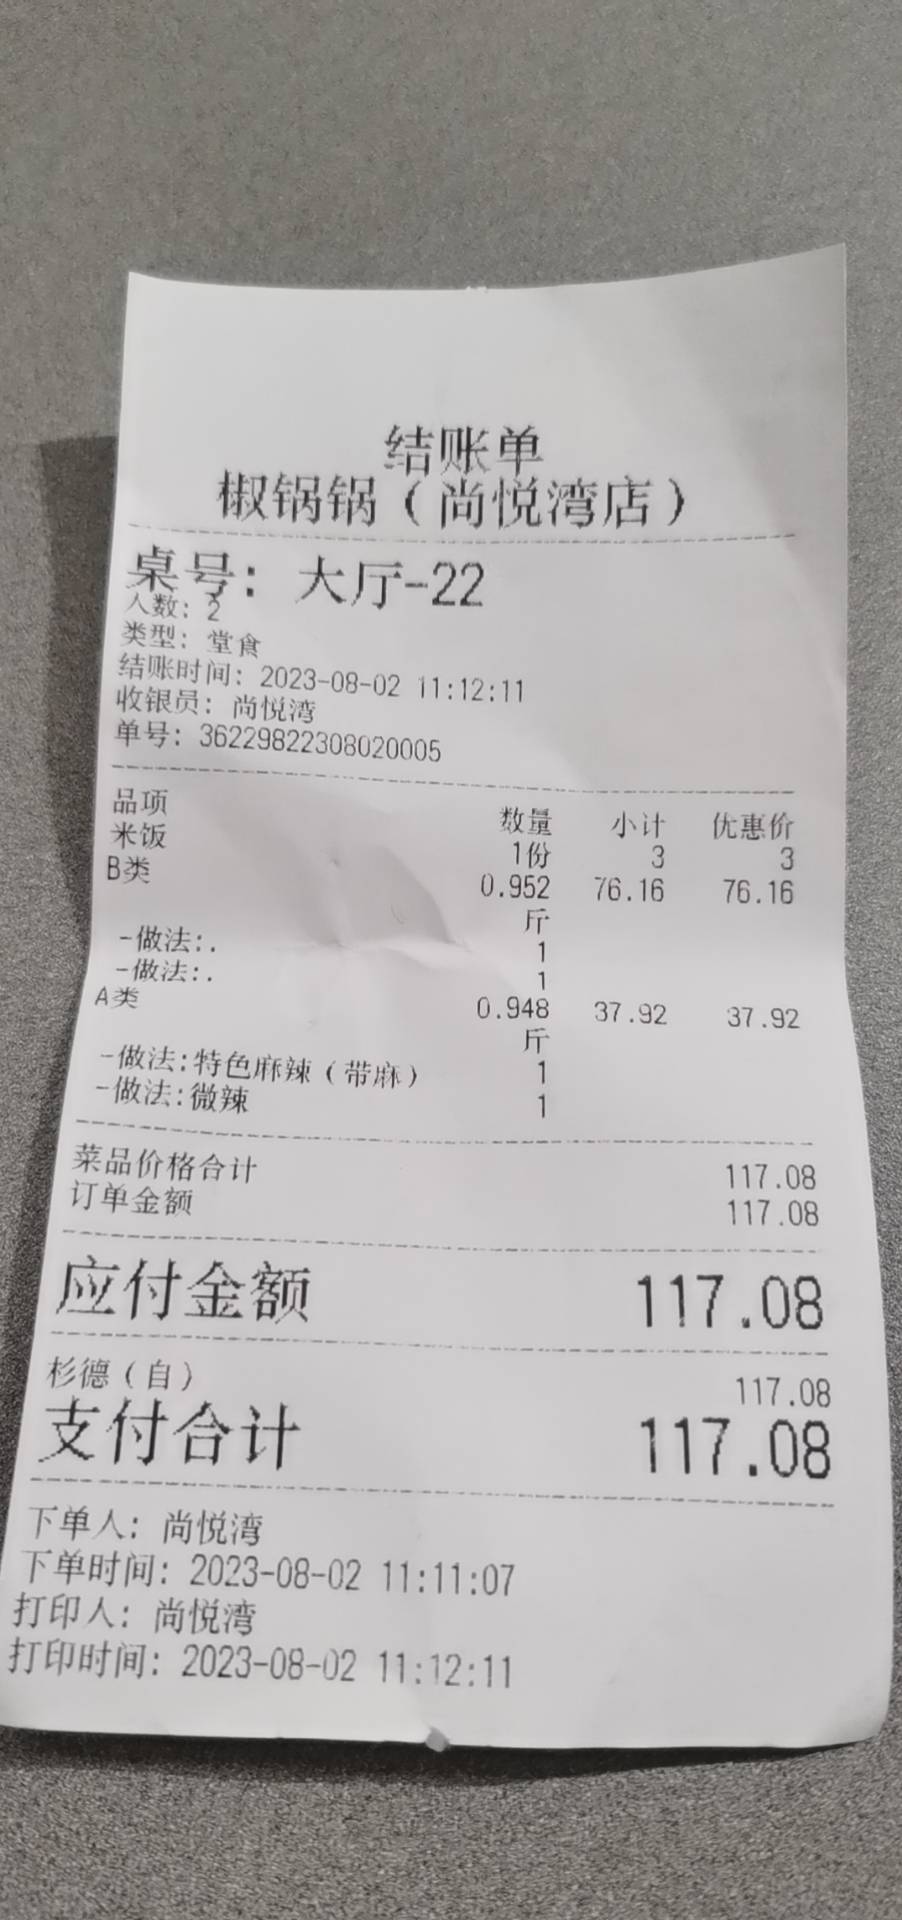 结账单
椒锅锅（尚悦湾店）
桌号：大厅-22
人数：2
类型：堂食
结账时间：2023-08-02 11:12:11
收银员：尚悦湾
单号：36229822308020005
品项 数量 小计 优惠价
米饭 1份 3 3
B类 0.952 76.16 76.16
斤
-做法:. 1
-做法:. 1
A类 0.948 37.92 37.92
斤
-做法:特色麻辣（带麻） 1
-做法:微辣 1
菜品价格合计 117.08
订单金额 117.08
应付金额 117.08
杉德（自） 117.08
支付合计 117.08
下单人：尚悦湾
下单时间：2023-08-02 11:11:07
打印人：尚悦湾
打印时间：2023-08-02 11:12:11